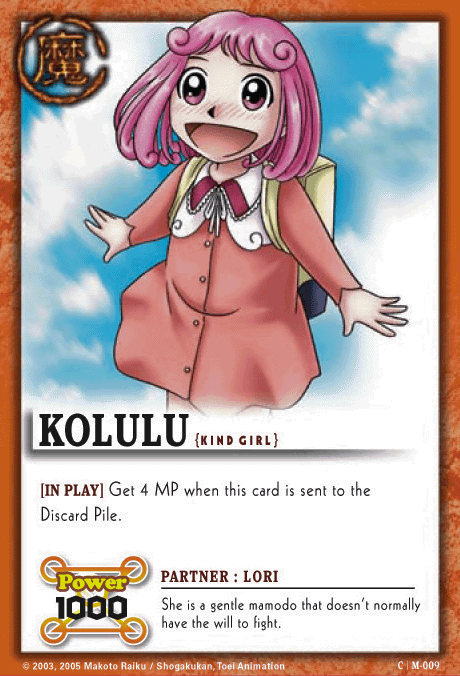 魔
KOLULU {KIND GIRL}
[IN PLAY] Get 4 MP when this card is sent to the
Discard Pile.
Power
1000
PARTNER : LORI
She is a gentle mamodo that doesn't normally
have the will to fight.
© 2003, 2005 Makoto Raiku / Shogakukan, Toei Animation
C | M-009